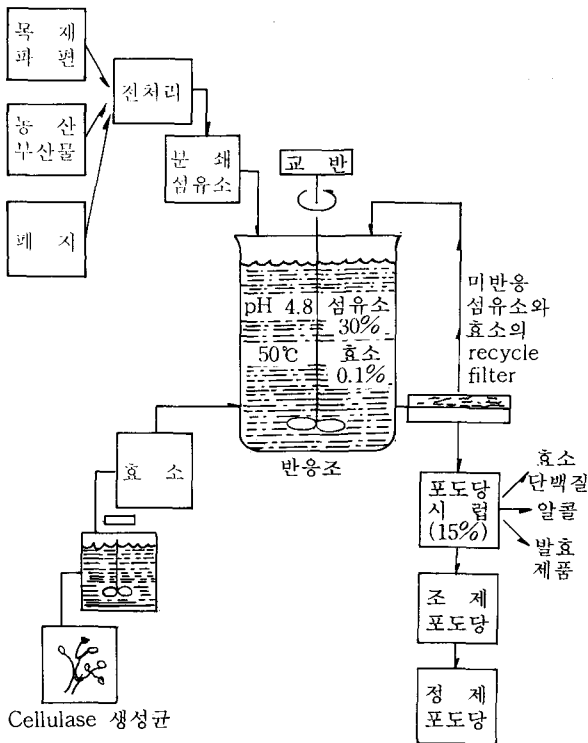 목 재
파 편
전처리
농 산
부산물
분 쇄
섬유소
폐 지
교 반
pH 4.8
섬유소
30%
50℃
효소
0.1%
반응조
미반응
섬유소와
효소의
recycle
filter
효 소
포도당
시 럽
(15%)
효소
단백질
알콜
발효
제품
조 제
포도당
정 제
포도당
Cellulase 생성균